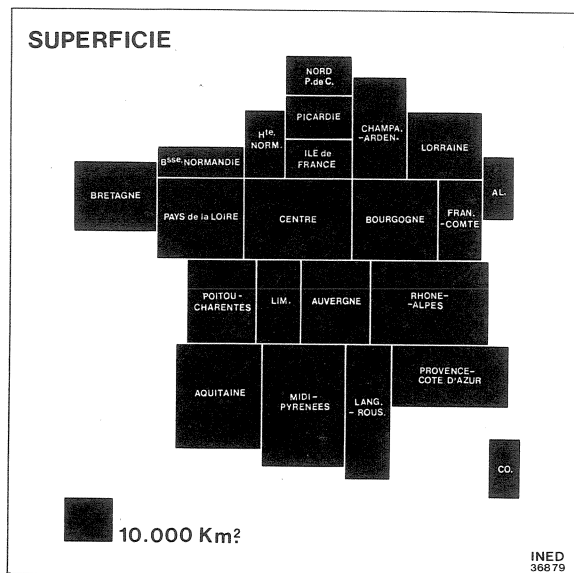 SUPERFICIE
NORD
P.de C.
PICARDIE
Hte.
NORM.
CHAMPA.
-ARDEN-
LORRAINE
ILE de
FRANCE
Bsse.NORMANDIE
AL.
BRETAGNE
PAYS de la LOIRE
CENTRE
BOURGOGNE
FRAN.
-COMTE
POITOU-
CHARENTES
LIM.
AUVERGNE
RHONE-
-ALPES
AQUITAINE
MIDI-
PYRENEES
LANG.
-ROUS.
PROVENCE-
COTE D'AZUR
CO.
10.000 Km²
INED
36879